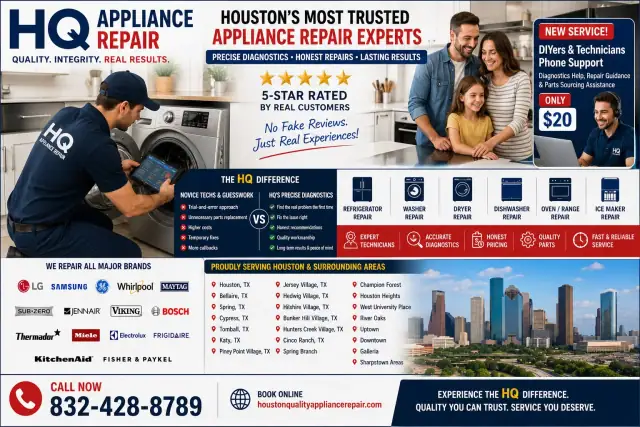 HQ APPLIANCE
REPAIR
QUALITY. INTEGRITY. REAL RESULTS.
HOUSTON'S MOST TRUSTED
APPLIANCE REPAIR EXPERTS
PRECISE DIAGNOSTICS • HONEST REPAIRS • LASTING RESULTS
5-STAR RATED
BY REAL CUSTOMERS
No Fake Reviews.
Just Real Experiences!
NEW SERVICE!
DIYers & Technicians
Phone Support
Diagnostics Help, Repair Guidance
& Parts Sourcing Assistance
ONLY
$20
HQ
HQ
APPLIANCE REPAIR
THE HQ DIFFERENCE
NOVICE TECHS & GUESSWORK
Trial-and-error approach
Unnecessary parts replacement
Higher costs
Temporary fixes
More callbacks
VS
HQ'S PRECISE DIAGNOSTICS
Find the real problem the first time
Fix the issue right
Honest recommendations
Quality workmanship
Long-term results & peace of mind
REFRIGERATOR
REPAIR
WASHER
REPAIR
DRYER
REPAIR
DISHWASHER
REPAIR
OVEN / RANGE
REPAIR
ICE MAKER
REPAIR
EXPERT
TECHNICIANS
ACCURATE
DIAGNOSTICS
HONEST
PRICING
QUALITY
PARTS
FAST & RELIABLE
SERVICE
WE REPAIR ALL MAJOR BRANDS
LG
SAMSUNG
GE
Whirlpool
MAYTAG
SUB-ZERO
JENNAIR
VIKING
BOSCH
Thermador
Miele
Electrolux
FRIGIDAIRE
KitchenAid
FISHER & PAYKEL
PROUDLY SERVING HOUSTON & SURROUNDING AREAS
Houston, TX
Bellaire, TX
Spring, TX
Cypress, TX
Tomball, TX
Katy, TX
Piney Point Village, TX
Jersey Village, TX
Hedwig Village, TX
Hilshire Village, TX
Bunker Hill Village, TX
Hunters Creek Village, TX
Cinco Ranch, TX
Spring Branch
Champion Forest
Houston Heights
West University Place
River Oaks
Uptown
Downtown
Galleria
Sharpstown Areas
CALL NOW
832-428-8789
BOOK ONLINE
houstonqualityappliancerepair.com
EXPERIENCE THE HQ DIFFERENCE.
QUALITY YOU CAN TRUST. SERVICE YOU DESERVE.